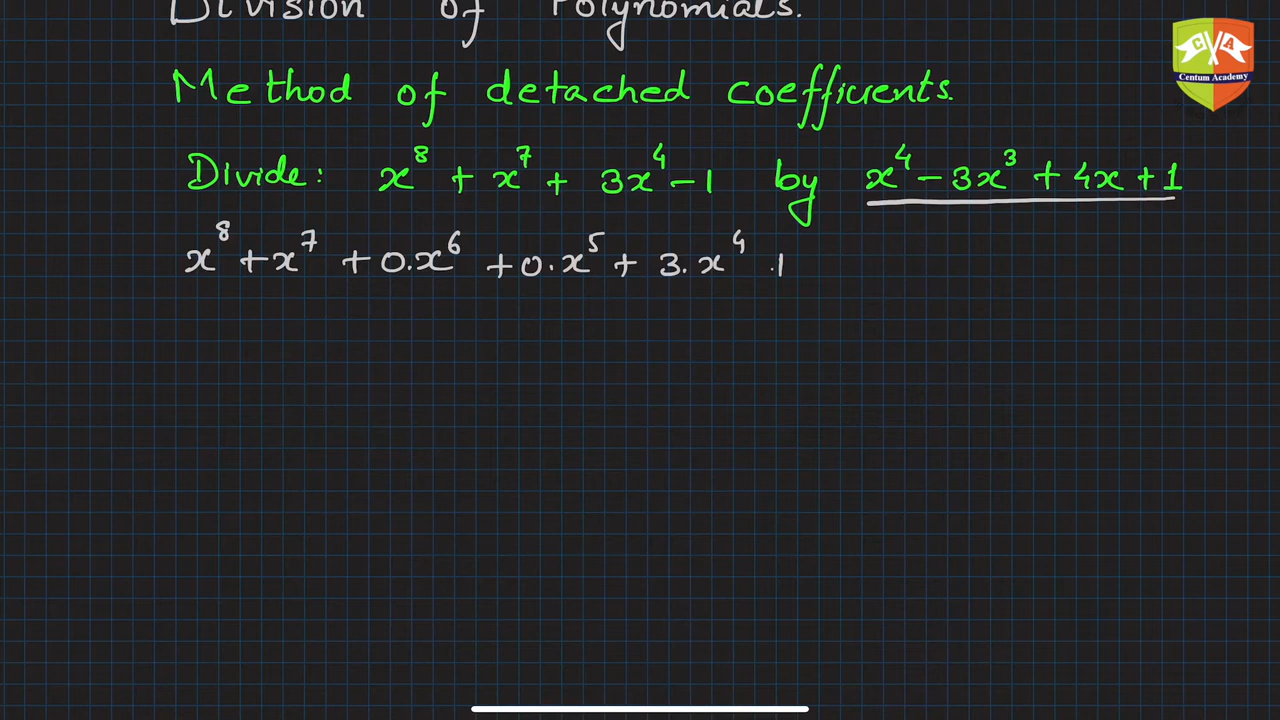 Division of Polynomials.
C A
Centum Academy
Method of detached coefficients.
Divide: x⁸ + x⁷ + 3x⁴ - 1 by x⁴ - 3x³ + 4x + 1
x⁸ + x⁷ + 0.x⁶ + 0.x⁵ + 3.x⁴